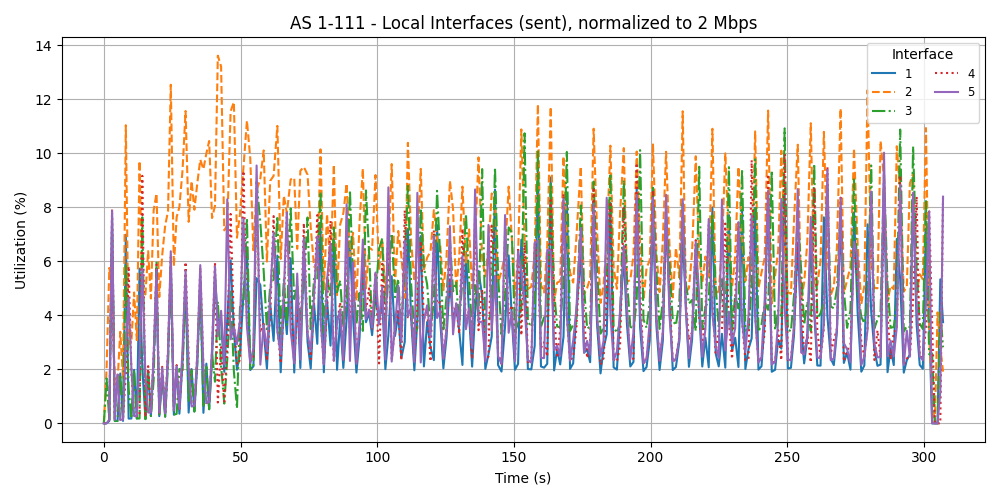 AS 1-111 - Local Interfaces (sent), normalized to 2 Mbps
Utilization (%)
14
12
10
8
6
4
2
0
0 50 100 150 200 250 300
Time (s)
Interface
1 4
2 5
3